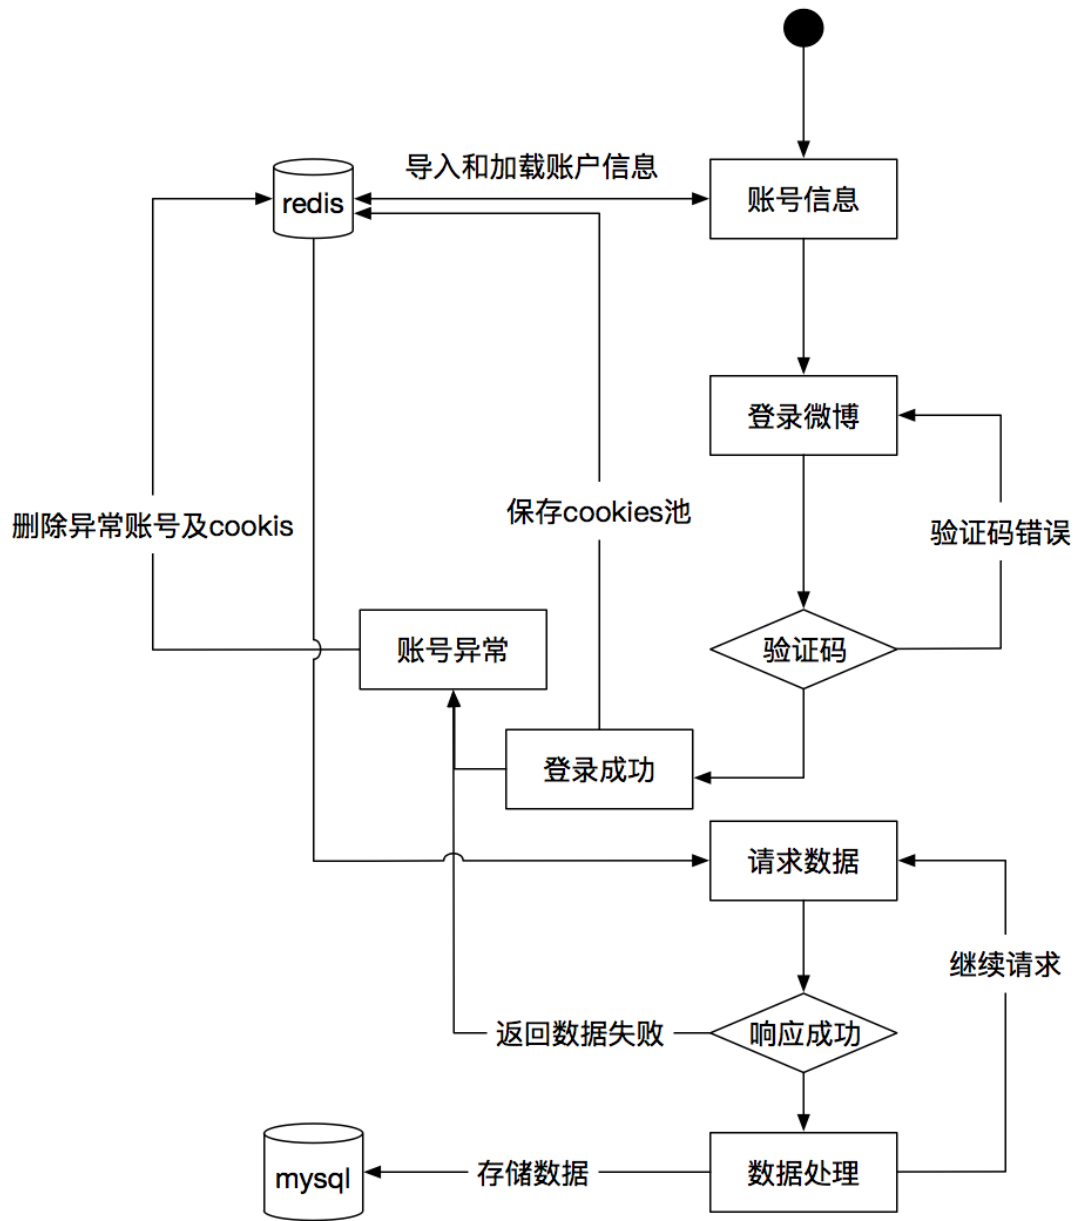 导入和加载账户信息
redis
账号信息
登录微博
保存cookies池
删除异常账号及cookis
验证码错误
账号异常
验证码
登录成功
请求数据
继续请求
返回数据失败
响应成功
mysql
存储数据
数据处理